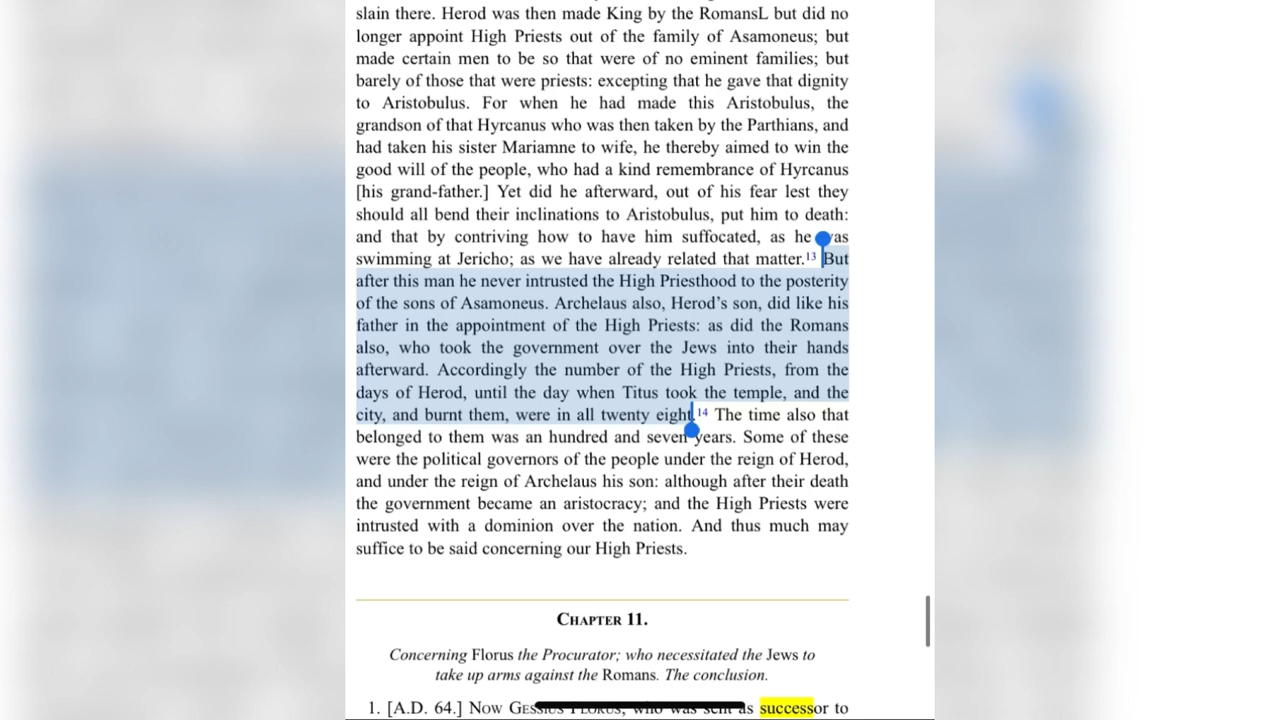 slain there. Herod was then made King by the RomansL but did no
longer appoint High Priests out of the family of Asamoneus; but
made certain men to be so that were of no eminent families; but
barely of those that were priests: excepting that he gave that dignity
to Aristobulus. For when he had made this Aristobulus, the
grandson of that Hyrcanus who was then taken by the Parthians, and
had taken his sister Mariamne to wife, he thereby aimed to win the
good will of the people, who had a kind remembrance of Hyrcanus
[his grand-father.] Yet did he afterward, out of his fear lest they
should all bend their inclinations to Aristobulus, put him to death:
and that by contriving how to have him suffocated, as he was
swimming at Jericho; as we have already related that matter.13 But
after this man he never intrusted the High Priesthood to the posterity
of the sons of Asamoneus. Archelaus also, Herod’s son, did like his
father in the appointment of the High Priests: as did the Romans
also, who took the government over the Jews into their hands
afterward. Accordingly the number of the High Priests, from the
days of Herod, until the day when Titus took the temple, and the
city, and burnt them, were in all twenty eight.14 The time also that
belonged to them was an hundred and seven years. Some of these
were the political governors of the people under the reign of Herod,
and under the reign of Archelaus his son: although after their death
the government became an aristocracy; and the High Priests were
intrusted with a dominion over the nation. And thus much may
suffice to be said concerning our High Priests.
Chapter 11.
Concerning Florus the Procurator; who necessitated the Jews to
take up arms against the Romans. The conclusion.
1. [A.D. 64.] Now Gessius Florus, who was sent as successor to